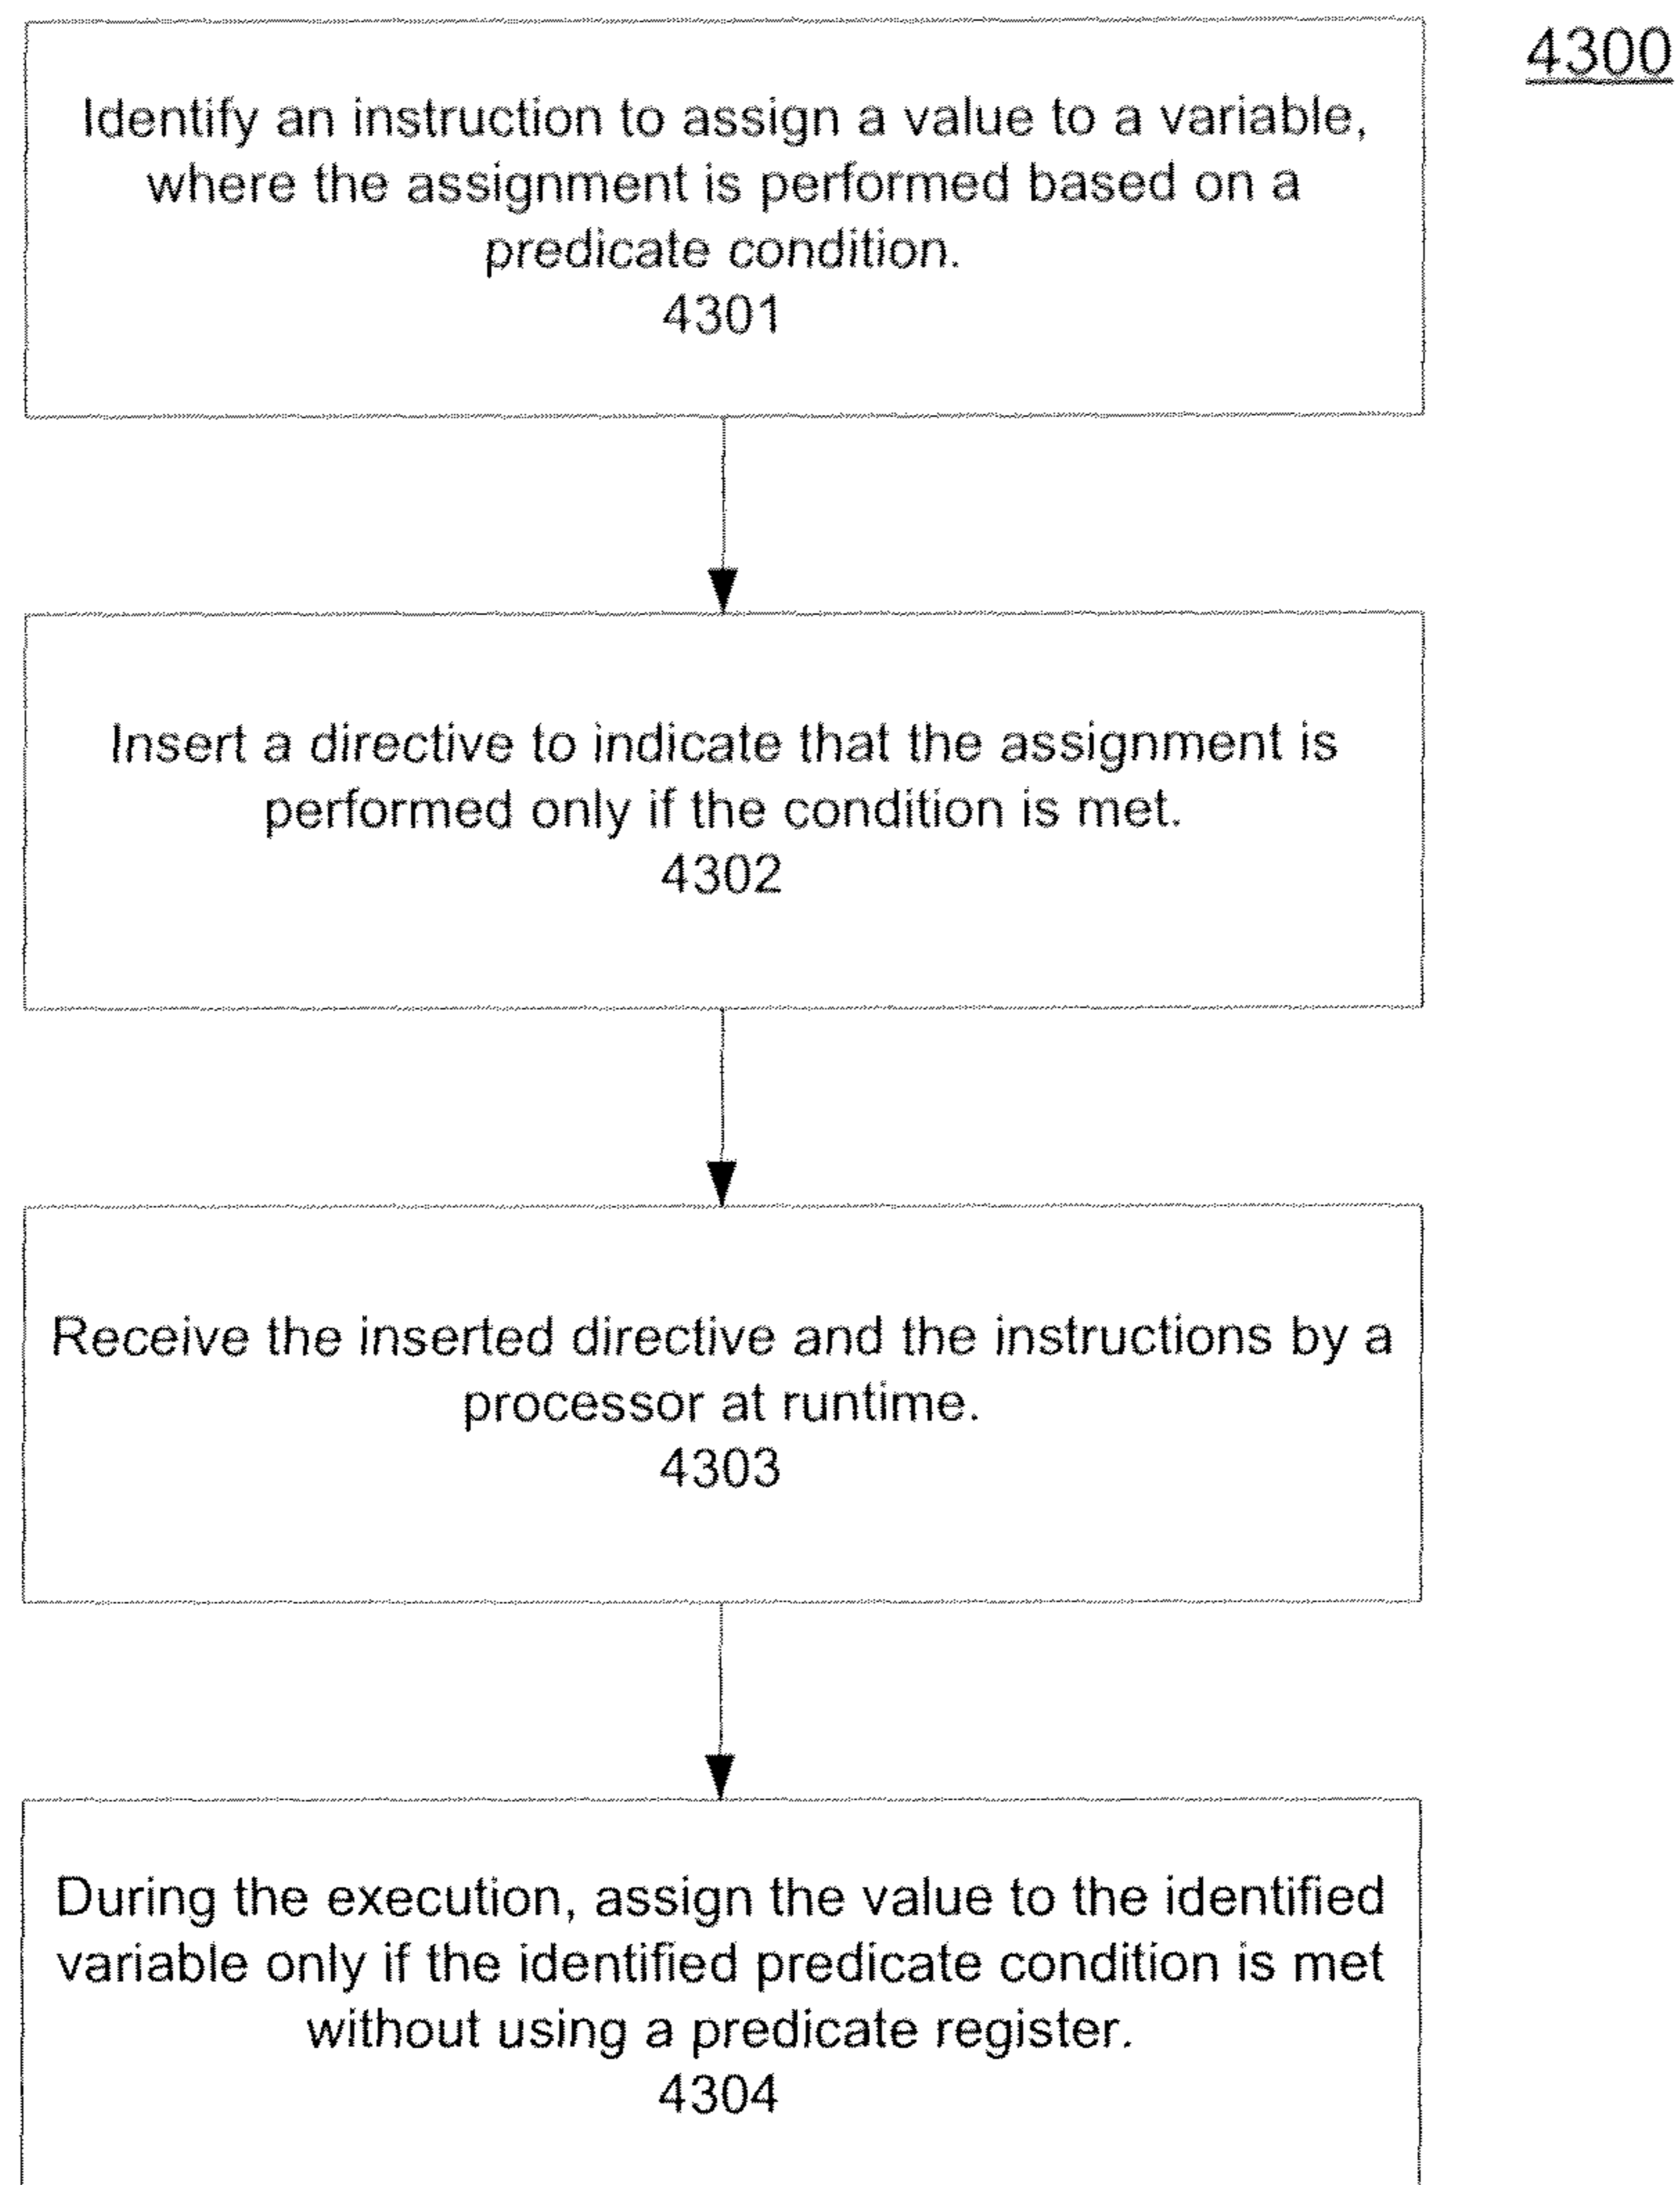 4300
Identify an instruction to assign a value to a variable,
where the assignment is performed based on a
predicate condition.
4301
Insert a directive to indicate that the assignment is
performed only if the condition is met.
4302
Receive the inserted directive and the instructions by a
processor at runtime.
4303
During the execution, assign the value to the identified
variable only if the identified predicate condition is met
without using a predicate register.
4304